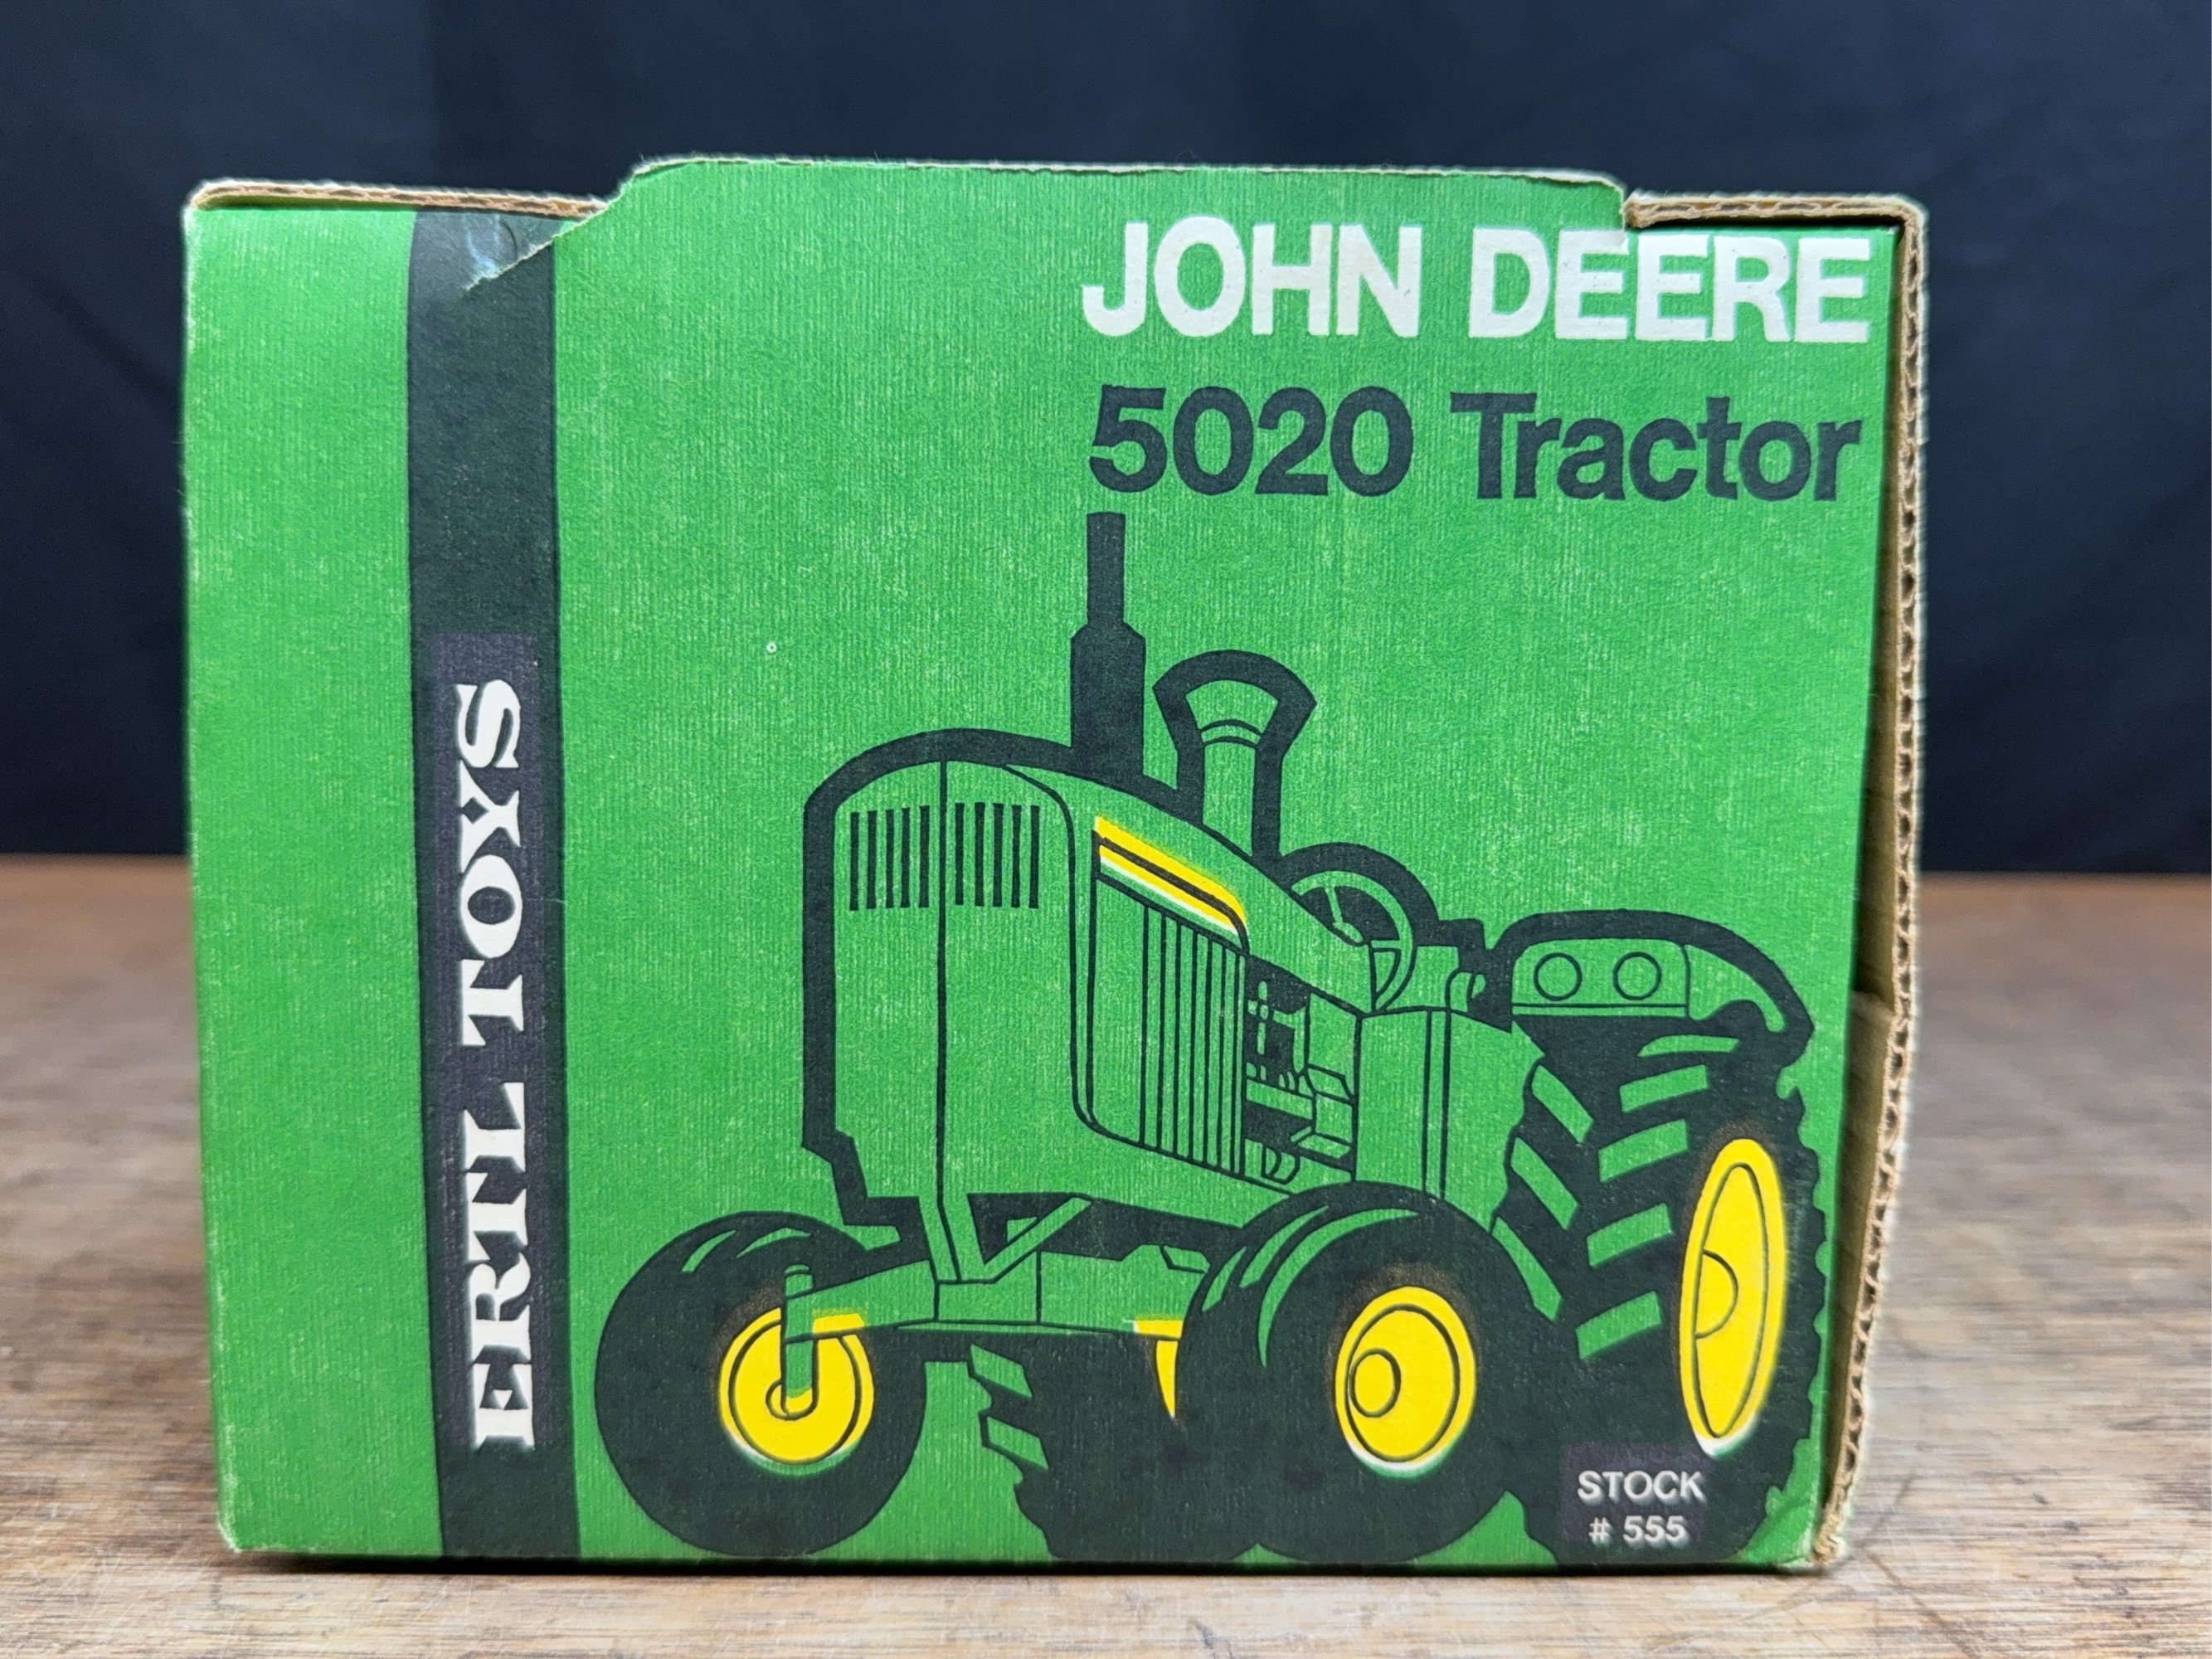 JOHN DEERE
5020 Tractor
ERTL TOYS
STOCK
# 555